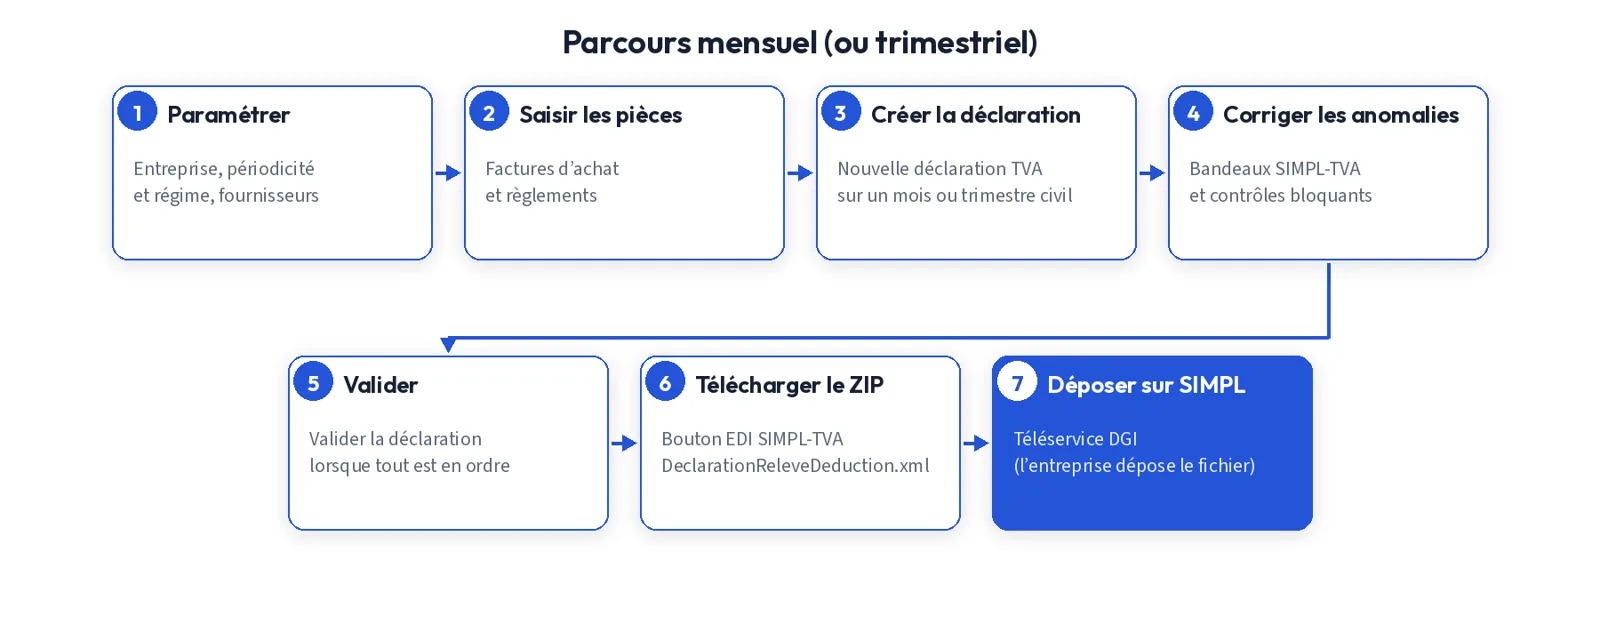 Parcours mensuel (ou trimestriel)
1 Paramétrer
Entreprise, périodicité
et régime, fournisseurs
2 Saisir les pièces
Factures d’achat
et règlements
3 Créer la déclaration
Nouvelle déclaration TVA
sur un mois ou trimestre civil
4 Corriger les anomalies
Bandeaux SIMPL-TVA
et contrôles bloquants
5 Valider
Valider la déclaration
lorsque tout est en ordre
6 Télécharger le ZIP
Bouton EDI SIMPL-TVA
DeclarationReleveDeduction.xml
7 Déposer sur SIMPL
Téléservice DGI
(l’entreprise dépose le fichier)